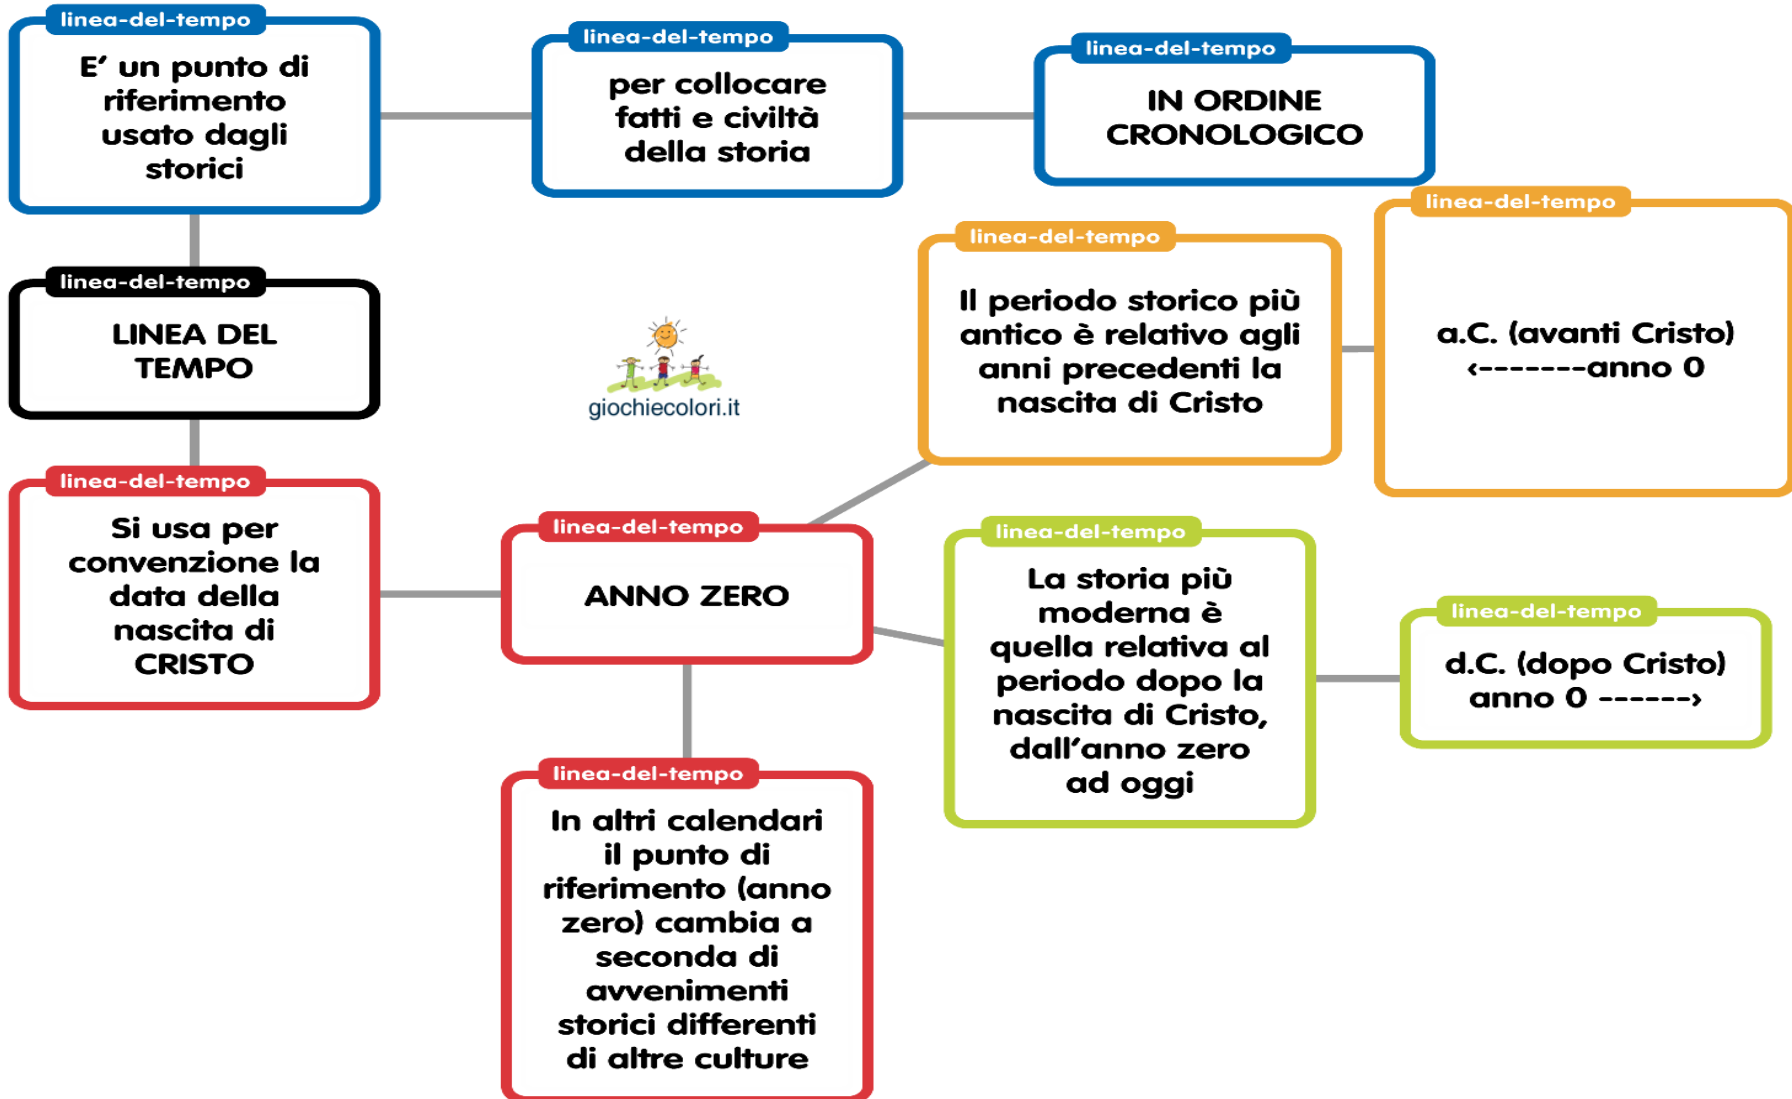 linea-del-tempo
E' un punto di
riferimento
usato dagli
storici
linea-del-tempo
per collocare
fatti e civiltà
della storia
linea-del-tempo
IN ORDINE
CRONOLOGICO
linea-del-tempo
LINEA DEL
TEMPO
giochiecolori.it
linea-del-tempo
Il periodo storico più
antico è relativo agli
anni precedenti la
nascita di Cristo
linea-del-tempo
a.C. (avanti Cristo)
‹-------anno 0
linea-del-tempo
Si usa per
convenzione la
data della
nascita di
CRISTO
linea-del-tempo
ANNO ZERO
linea-del-tempo
La storia più
moderna è
quella relativa al
periodo dopo la
nascita di Cristo,
dall'anno zero
ad oggi
linea-del-tempo
d.C. (dopo Cristo)
anno 0 ------›
linea-del-tempo
In altri calendari
il punto di
riferimento (anno
zero) cambia a
seconda di
avvenimenti
storici differenti
di altre culture